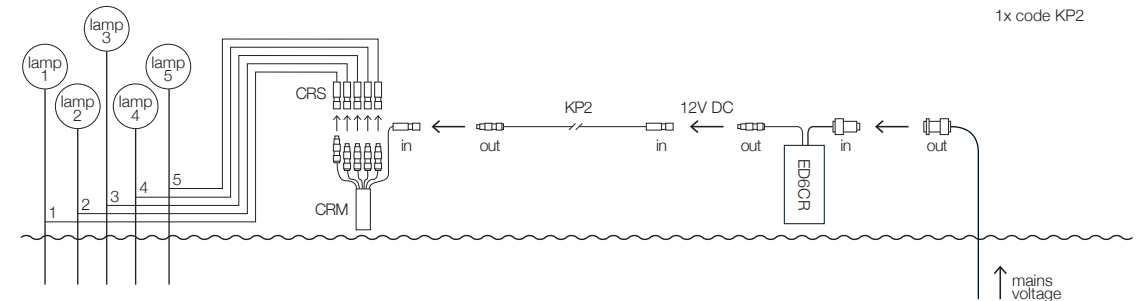 1x code KP2
lamp
1
lamp
2
lamp
3
lamp
4
lamp
5
1
2
3
4
5
CRS
CRM
in
out
KP2
in
12V DC
out
ED6CR
in
out
mains
voltage